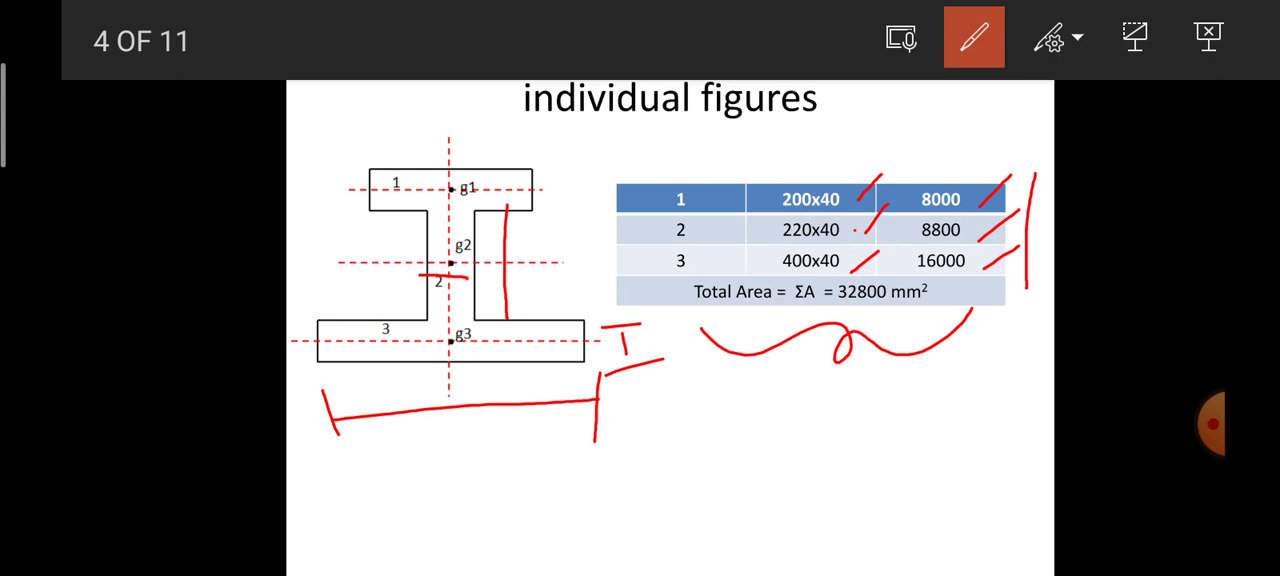 4 OF 11
individual figures
1
g1
g2
2
3
g3
1 200x40 8000
2 220x40 8800
3 400x40 16000
Total Area = ΣA = 32800 mm²